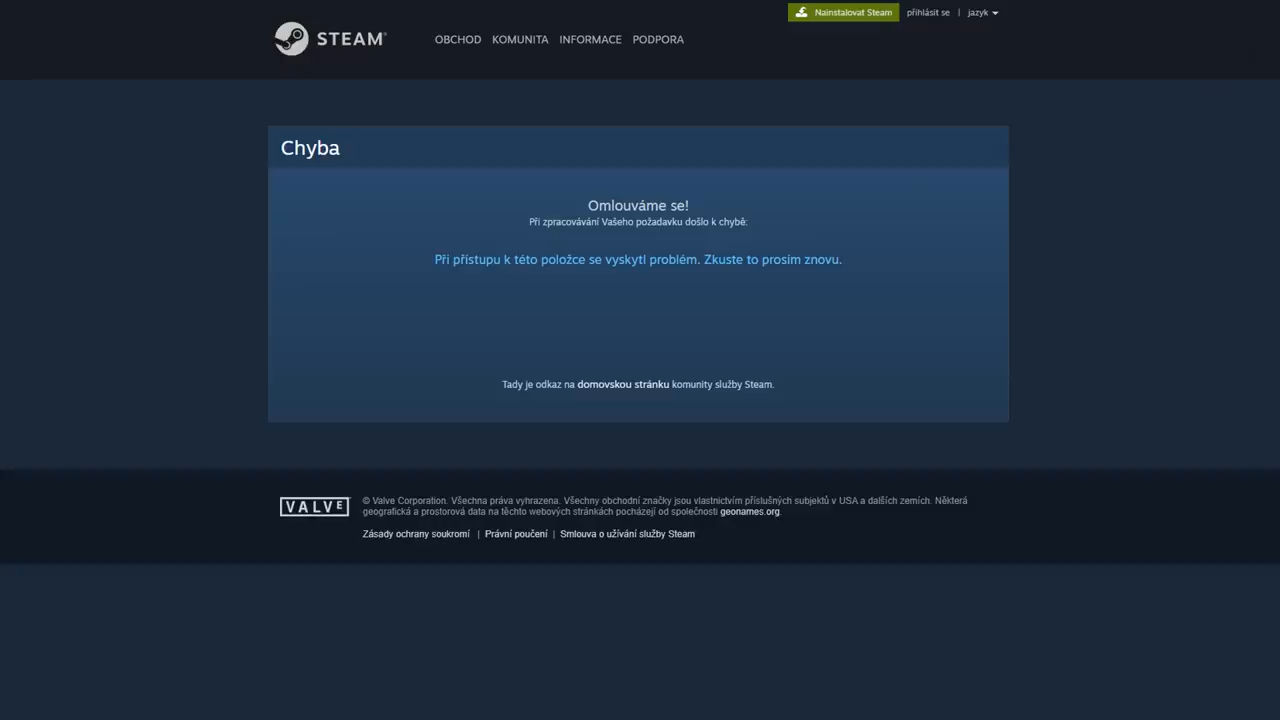 Nainstalovat Steam
přihlásit se | jazyk
STEAM
OBCHOD KOMUNITA INFORMACE PODPORA
Chyba
Omlouváme se!
Při zpracovávání Vašeho požadavku došlo k chybě:
Při přístupu k této položce se vyskytl problém. Zkuste to prosím znovu.
Tady je odkaz na domovskou stránku komunity služby Steam.
VALVE
© Valve Corporation. Všechna práva vyhrazena. Všechny obchodní značky jsou vlastnictvím příslušných subjektů v USA a dalších zemích. Některá
geografická a prostorová data na těchto webových stránkách pocházejí od společnosti geonames.org.
Zásady ochrany soukromí | Právní poučení | Smlouva o užívání služby Steam